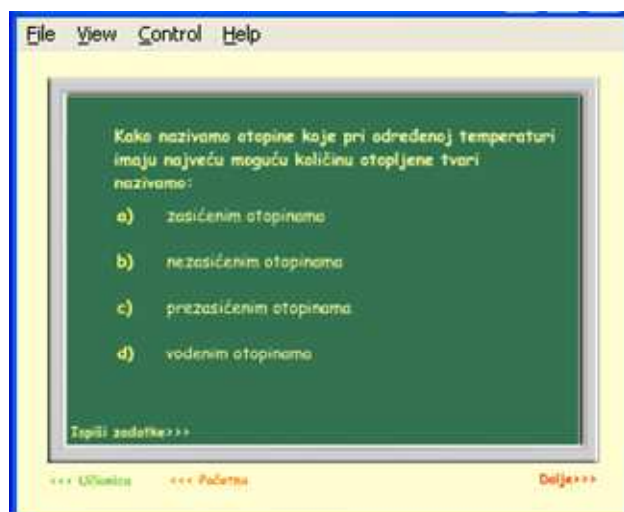 File View Control Help
Kako nazivamo otopine koje pri određenoj temperaturi
imaju najveću moguću količinu otopljene tvari
nazivamo:
a) zasićenim otopinama
b) nezasićenim otopinama
c) prezasićenim otopinama
d) vodenim otopinama
Ispiši zadatke>>>
<<< Učionica <<< Početna Dalje>>>